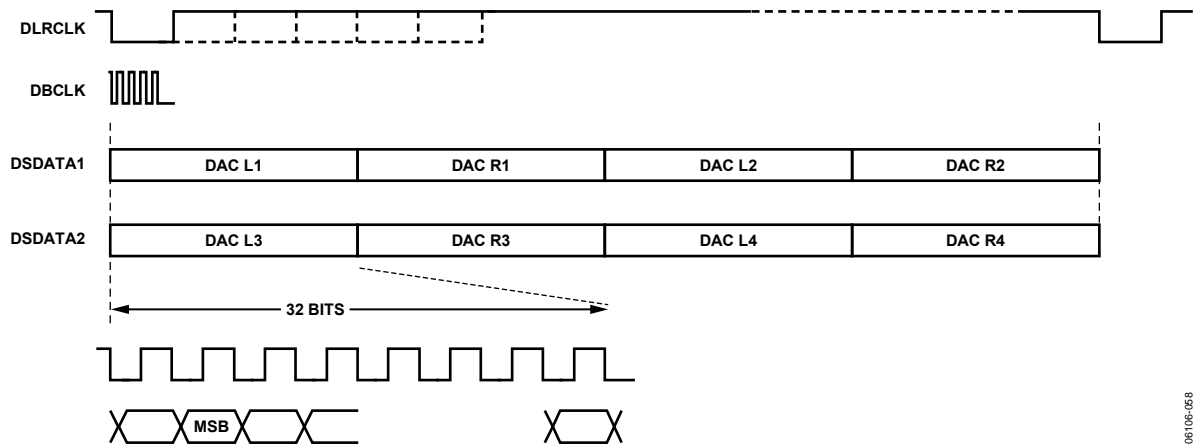 DLRCLK
DBCLK
DSDATA1 DAC L1 DAC R1 DAC L2 DAC R2
DSDATA2 DAC L3 DAC R3 DAC L4 DAC R4
32 BITS
MSB
06106-058